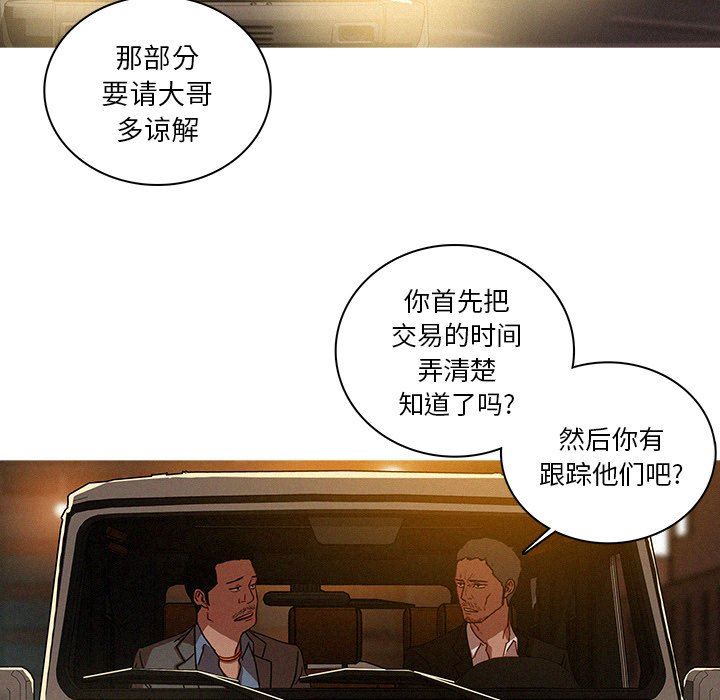 那部分
要请大哥
多谅解
你首先把
交易的时间
弄清楚
知道了吗?
然后你有
跟踪他们吧?